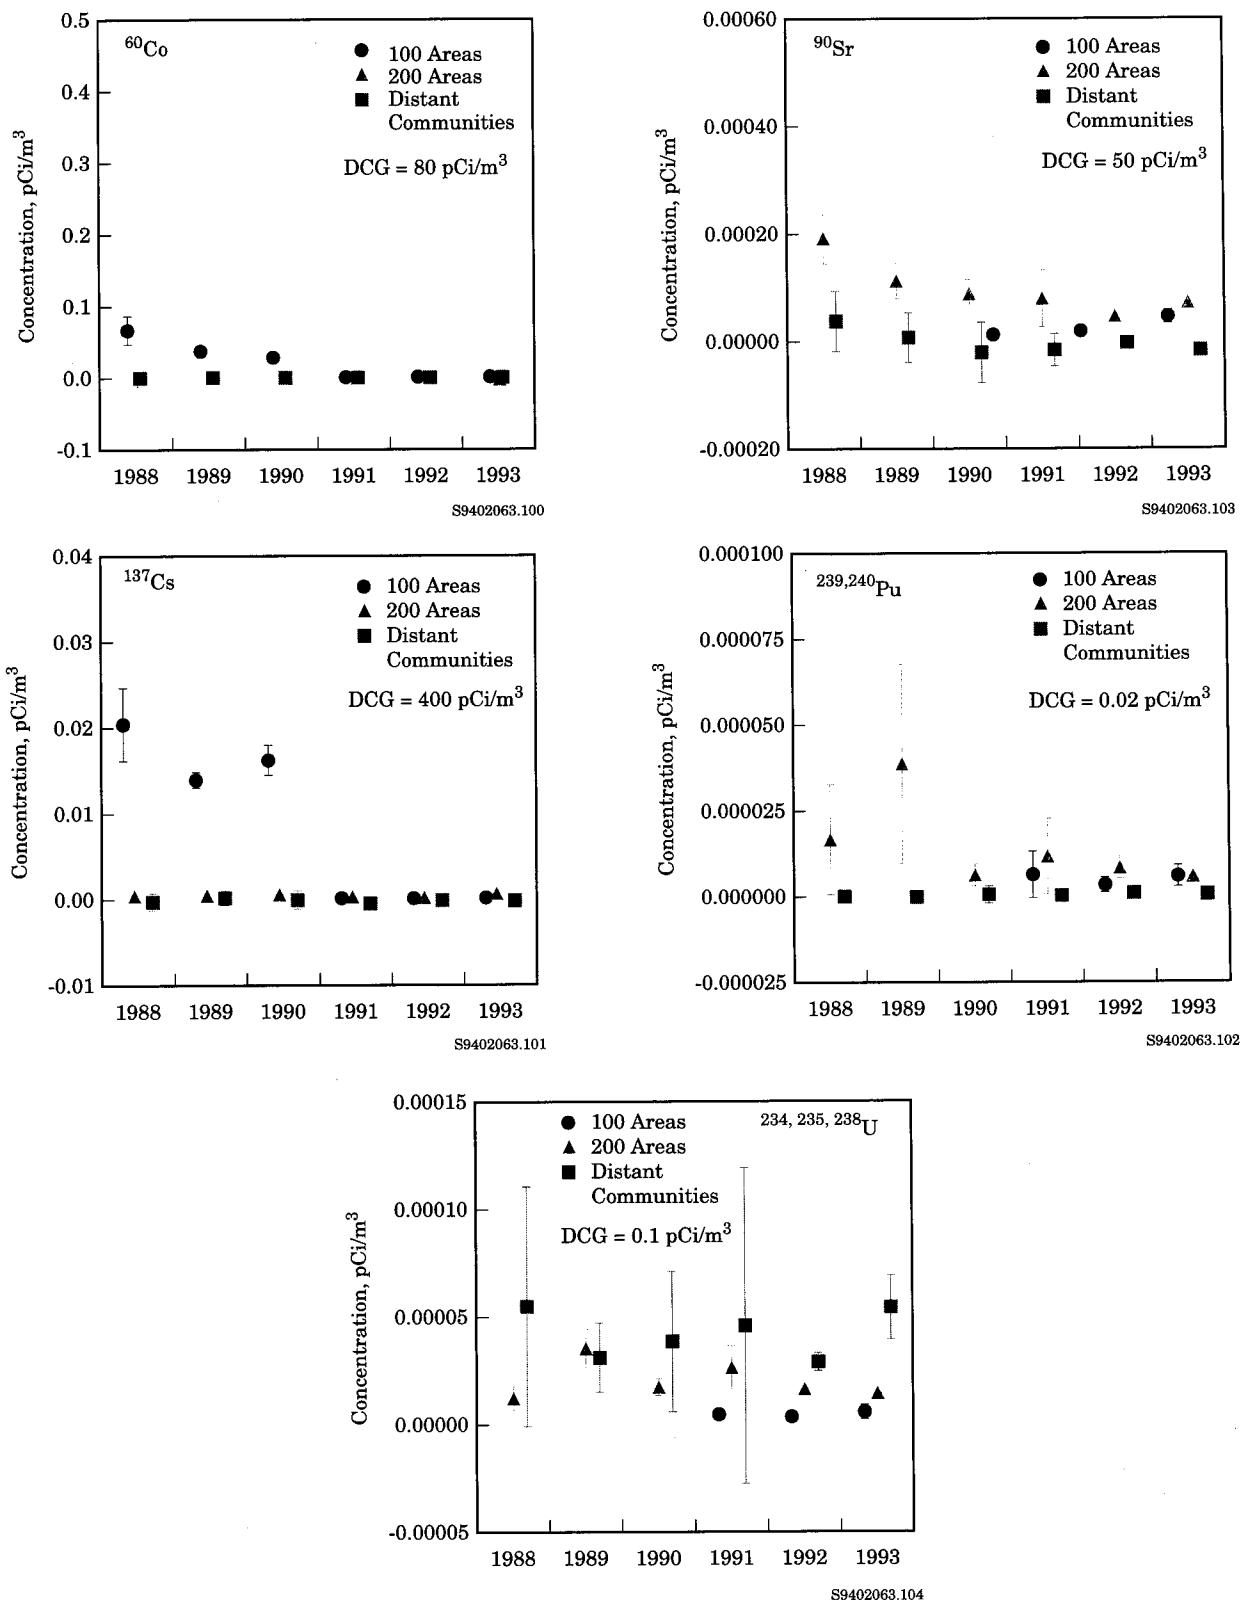 ⁶⁰Co
100 Areas
200 Areas
Distant
Communities
DCG = 80 pCi/m³
Concentration, pCi/m³
0.5
0.4
0.3
0.2
0.1
0.0
-0.1
1988 1989 1990 1991 1992 1993
S9402063.100
⁹⁰Sr
100 Areas
200 Areas
Distant
Communities
DCG = 50 pCi/m³
Concentration, pCi/m³
0.00060
0.00040
0.00020
0.00000
-0.00020
1988 1989 1990 1991 1992 1993
S9402063.103
¹³⁷Cs
100 Areas
200 Areas
Distant
Communities
DCG = 400 pCi/m³
Concentration, pCi/m³
0.04
0.03
0.02
0.01
0.00
-0.01
1988 1989 1990 1991 1992 1993
S9402063.101
²³⁹,²⁴⁰Pu
100 Areas
200 Areas
Distant
Communities
DCG = 0.02 pCi/m³
Concentration, pCi/m³
0.000100
0.000075
0.000050
0.000025
0.000000
-0.000025
1988 1989 1990 1991 1992 1993
S9402063.102
²³⁴, ²³⁵, ²³⁸U
100 Areas
200 Areas
Distant
Communities
DCG = 0.1 pCi/m³
Concentration, pCi/m³
0.00015
0.00010
0.00005
0.00000
-0.00005
1988 1989 1990 1991 1992 1993
S9402063.104